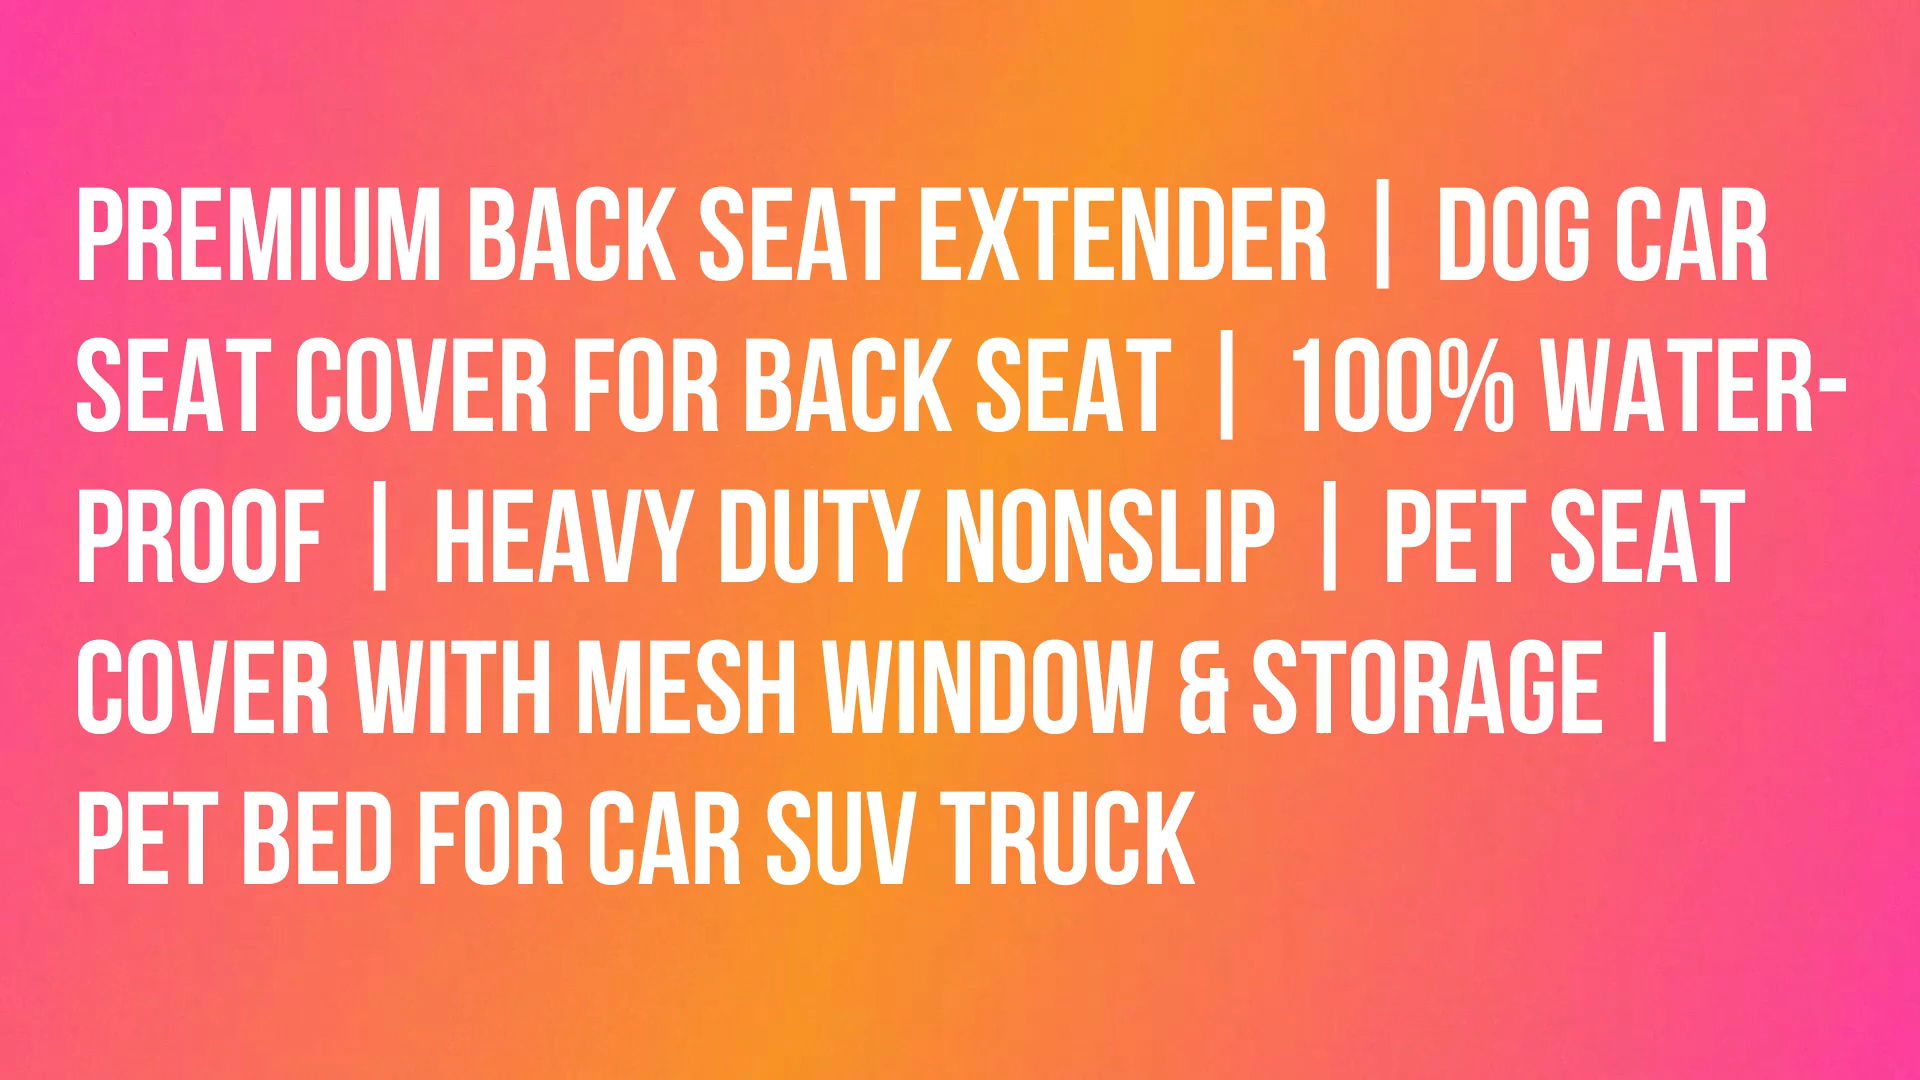 PREMIUM BACK SEAT EXTENDER | DOG CAR
SEAT COVER FOR BACK SEAT | 100% WATER-
PROOF | HEAVY DUTY NONSLIP | PET SEAT
COVER WITH MESH WINDOW & STORAGE |
PET BED FOR CAR SUV TRUCK